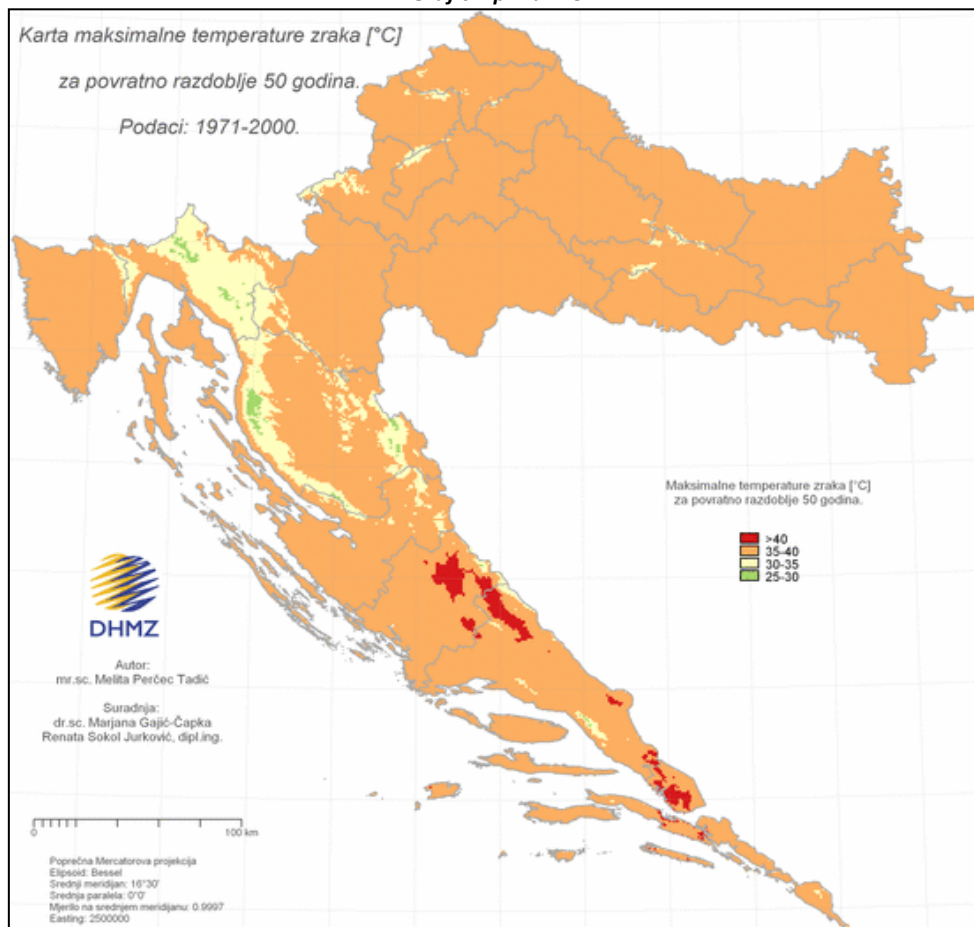 Karta maksimalne temperature zraka [°C]
za povratno razdoblje 50 godina.
Podaci: 1971-2000.
Maksimalne temperature zraka [°C]
za povratno razdoblje 50 godina.
>40
35-40
30-35
25-30
DHMZ
Autor:
mr.sc. Melita Perčec Tadić
Suradnja:
dr.sc. Marjana Gajić-Čapka
Renata Sokol Jurković, dipl.ing.
0 100 km
Poprečna Mercatorova projekcija
Elipsoid: Bessel
Srednji meridijan: 16°30'
Srednja paralela: 0°0'
Mjerilo na srednjem meridijanu: 0.9997
Easting: 2500000